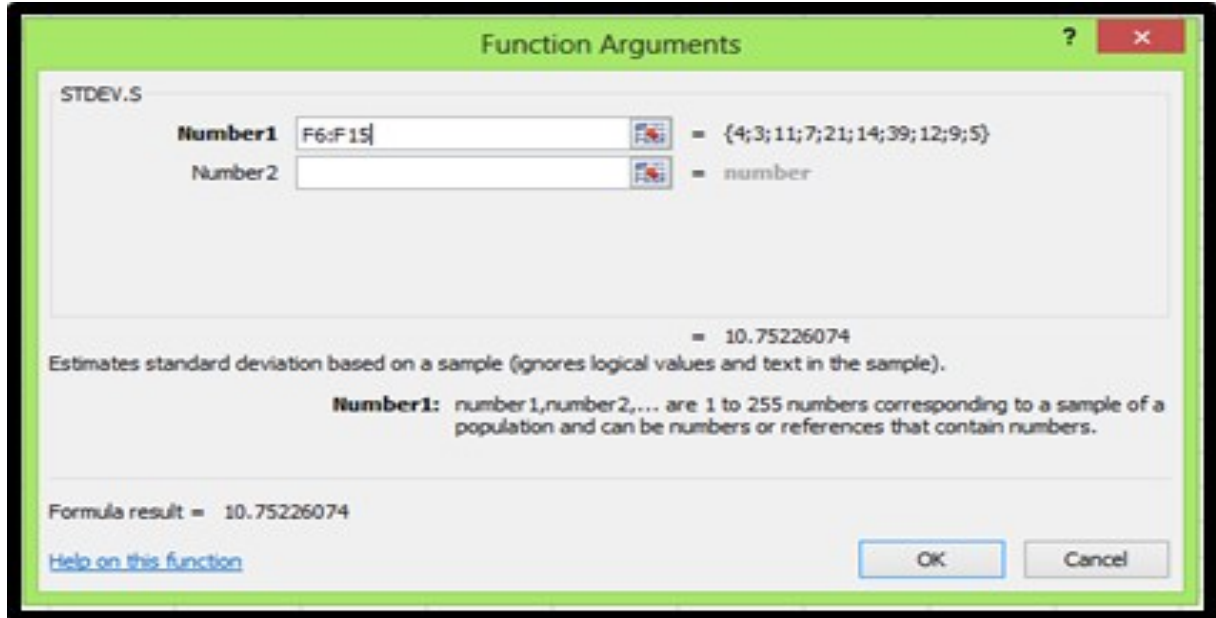 Function Arguments
?
STDEV.S
Number1 F6:F15 = {4;3;11;7;21;14;39;12;9;5}
Number2 = number
= 10.75226074
Estimates standard deviation based on a sample (ignores logical values and text in the sample).
Number1: number1,number2,... are 1 to 255 numbers corresponding to a sample of a
population and can be numbers or references that contain numbers.
Formula result = 10.75226074
Help on this function
OK Cancel